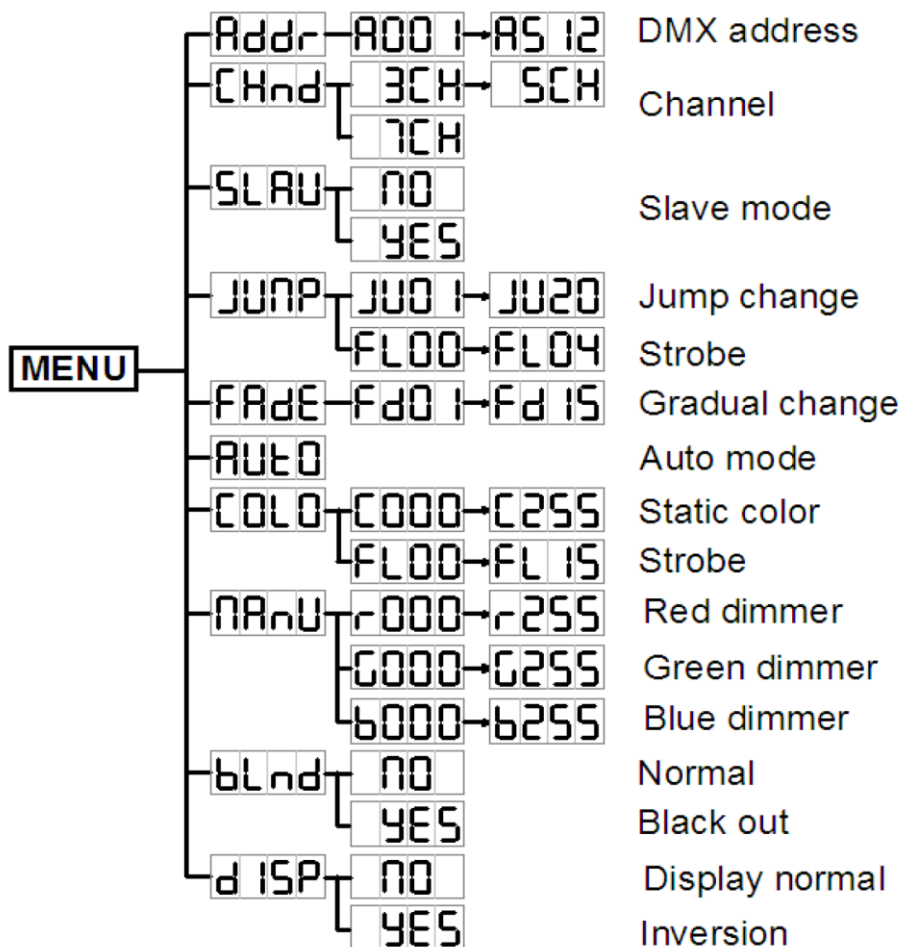 Addr A001 AS12 DMX address
CHnd 3CH 5CH Channel
7CH
SLAU NO Slave mode
YES
JUMP JU01 JU20 Jump change
FL00 FL04 Strobe
MENU
FAdE Fd01 Fd15 Gradual change
AUtO Auto mode
COLO C000 C255 Static color
FL00 FL15 Strobe
MAnU r000 r255 Red dimmer
G000 G255 Green dimmer
b000 b255 Blue dimmer
bLnd NO Normal
YES Black out
dISP NO Display normal
YES Inversion